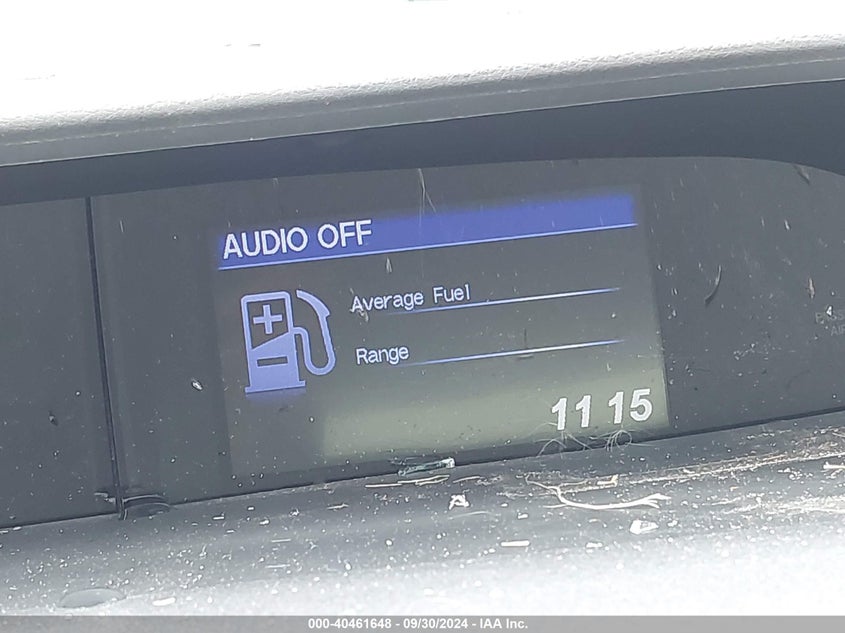 AUDIO OFF
Average Fuel
Range
11 15
000-40461648 - 09/30/2024 - IAA Inc.